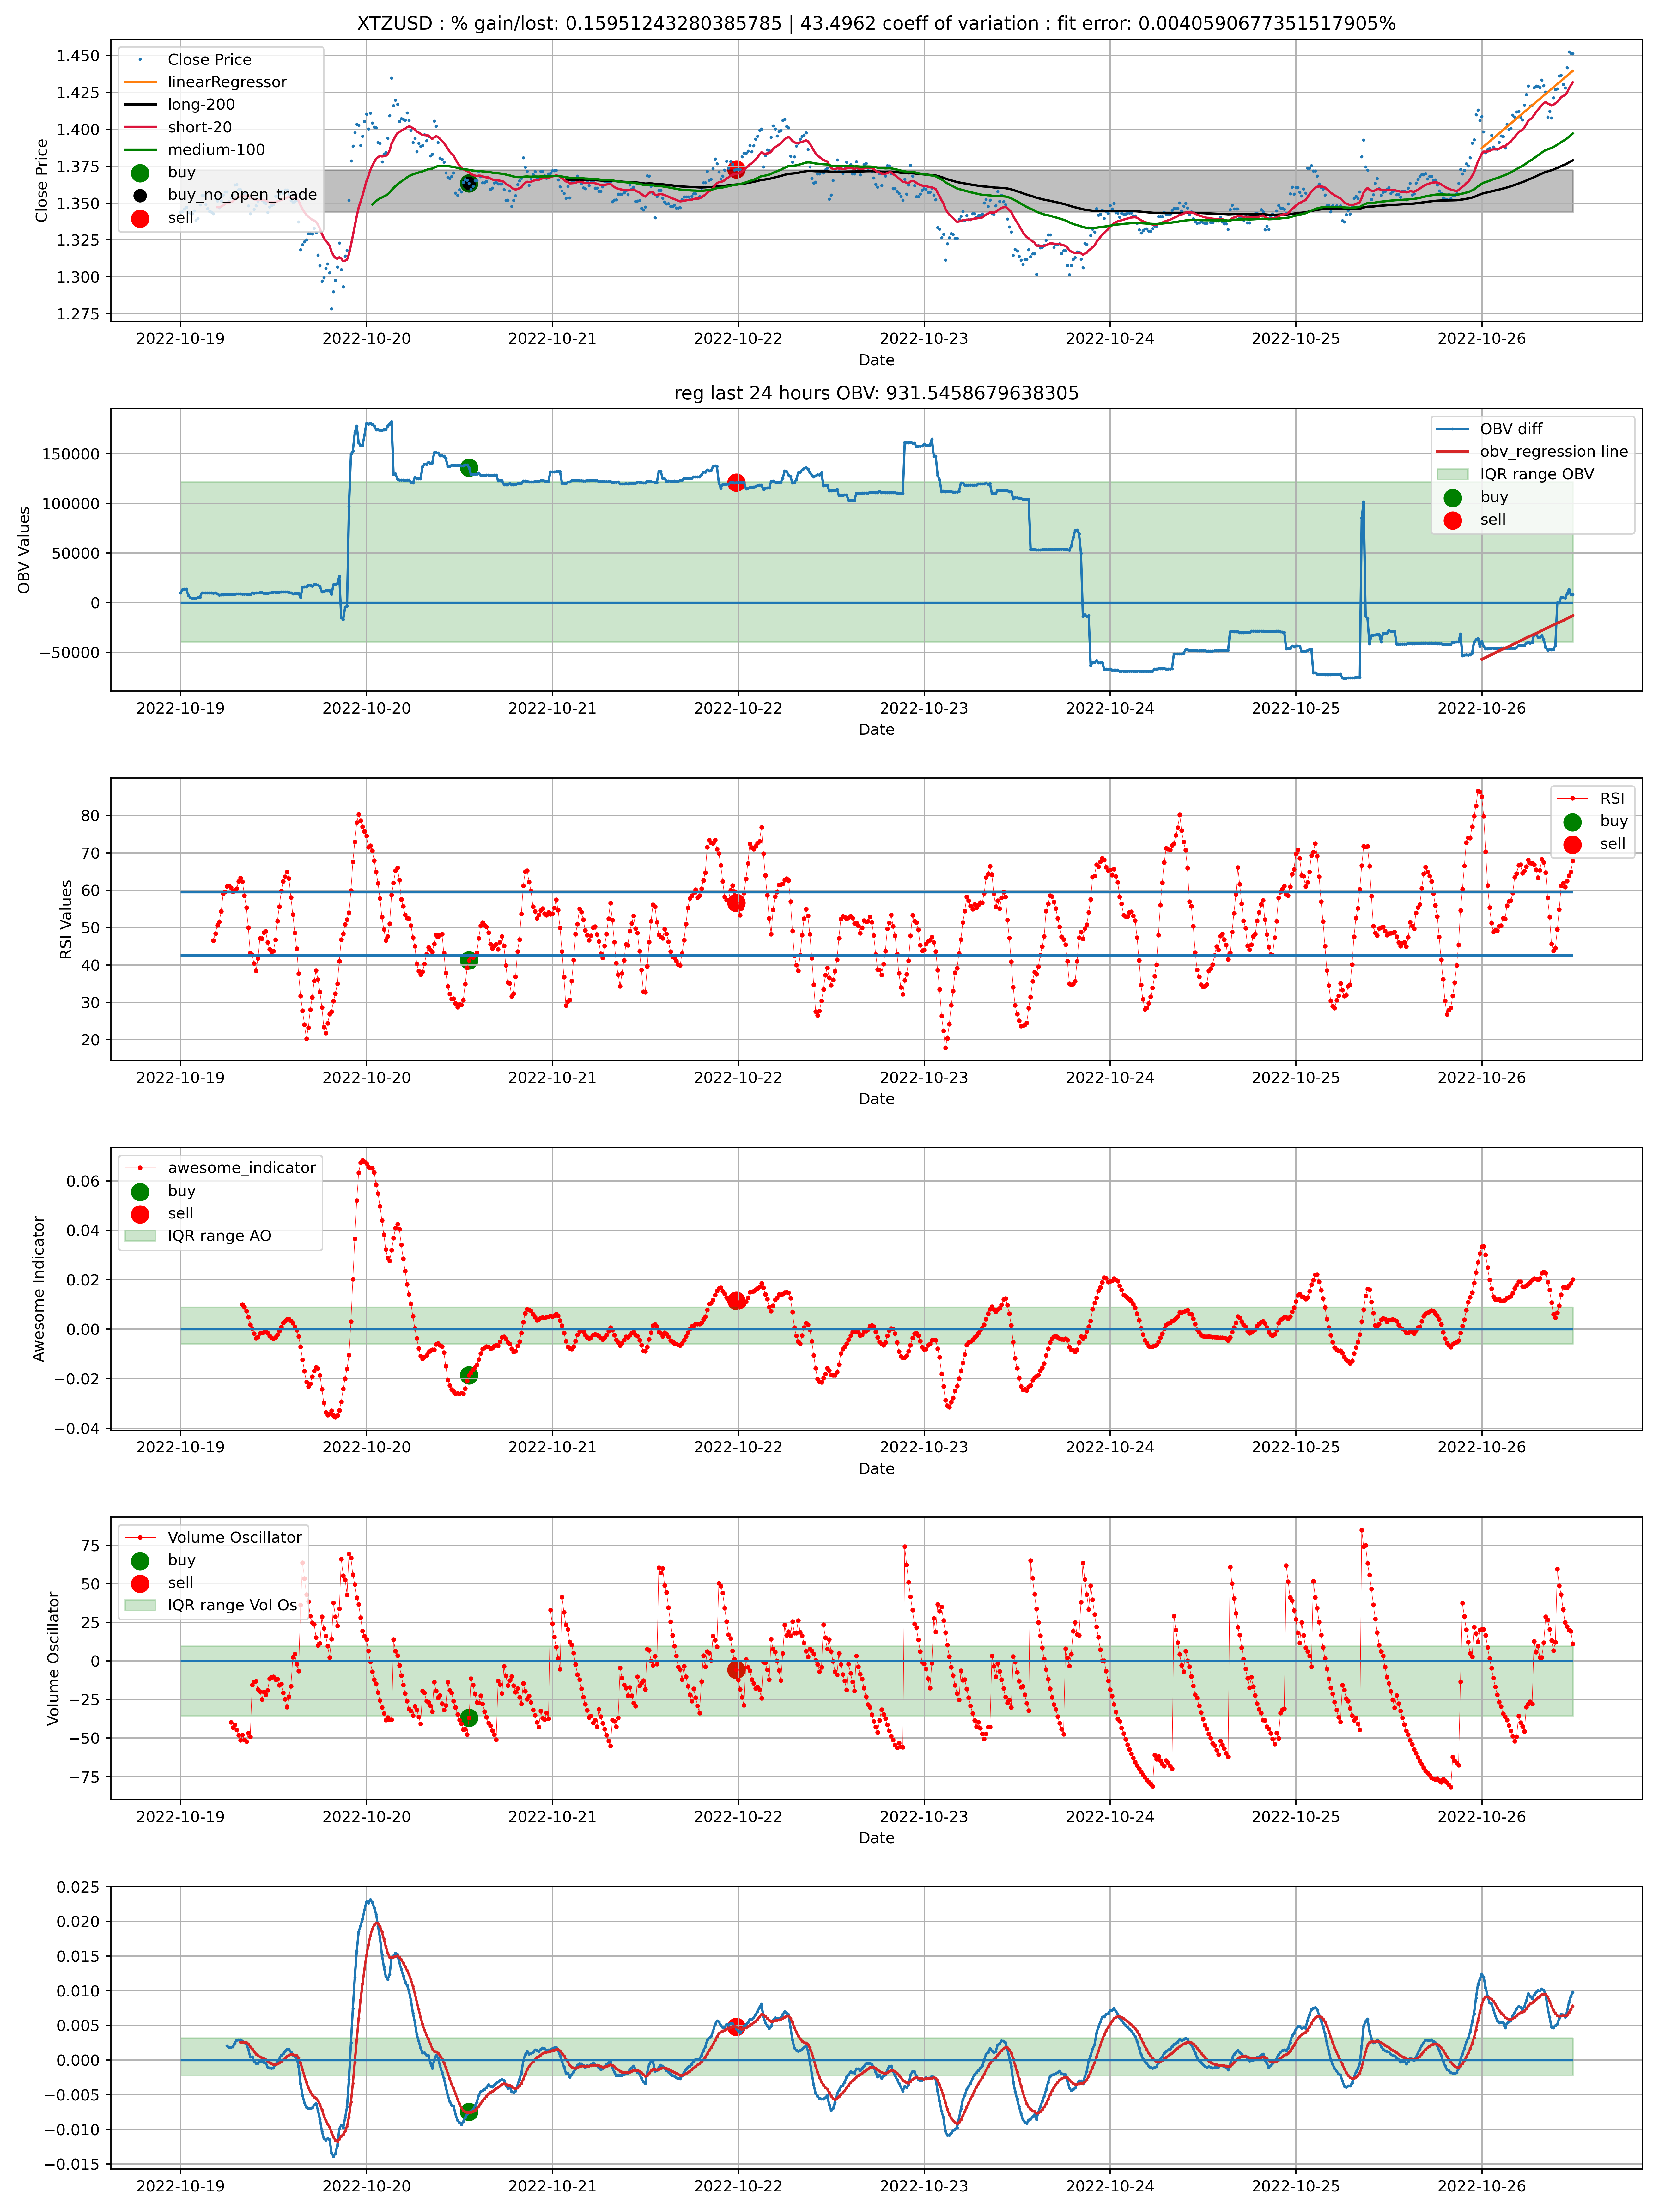 XTZUSD : % gain/lost: 0.15951243280385785 | 43.4962 coeff of variation : fit error: 0.0040590677351517905%
Close Price
linearRegressor
long-200
short-20
medium-100
buy
buy_no_open_trade
sell
Close Price
1.450
1.425
1.400
1.375
1.350
1.325
1.300
1.275
2022-10-19 2022-10-20 2022-10-21 2022-10-22 2022-10-23 2022-10-24 2022-10-25 2022-10-26
Date
reg last 24 hours OBV: 931.5458679638305
OBV diff
obv_regression line
IQR range OBV
buy
sell
OBV Values
150000
100000
50000
0
−50000
2022-10-19 2022-10-20 2022-10-21 2022-10-22 2022-10-23 2022-10-24 2022-10-25 2022-10-26
Date
RSI
buy
sell
RSI Values
80
70
60
50
40
30
20
2022-10-19 2022-10-20 2022-10-21 2022-10-22 2022-10-23 2022-10-24 2022-10-25 2022-10-26
Date
awesome_indicator
buy
sell
IQR range AO
Awesome Indicator
0.06
0.04
0.02
0.00
−0.02
−0.04
2022-10-19 2022-10-20 2022-10-21 2022-10-22 2022-10-23 2022-10-24 2022-10-25 2022-10-26
Date
Volume Oscillator
buy
sell
IQR range Vol Os
Volume Oscillator
75
50
25
0
−25
−50
−75
2022-10-19 2022-10-20 2022-10-21 2022-10-22 2022-10-23 2022-10-24 2022-10-25 2022-10-26
Date
0.025
0.020
0.015
0.010
0.005
0.000
−0.005
−0.010
−0.015
2022-10-19 2022-10-20 2022-10-21 2022-10-22 2022-10-23 2022-10-24 2022-10-25 2022-10-26